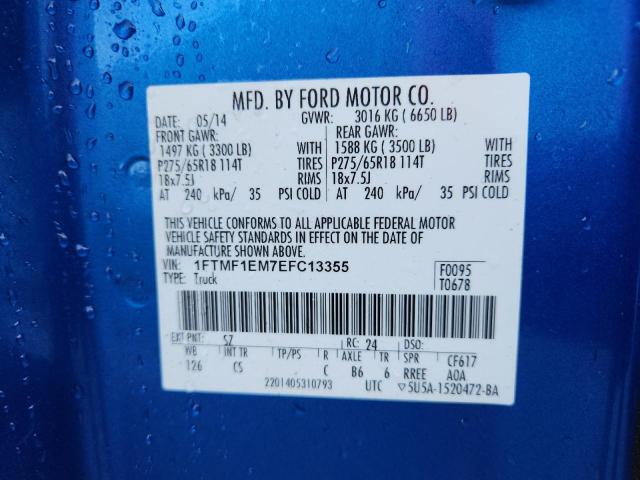 MFD. BY FORD MOTOR CO.
DATE: 05/14 GVWR: 3016 KG ( 6650 LB)
FRONT GAWR: REAR GAWR:
1497 KG ( 3300 LB) WITH 1588 KG ( 3500 LB) WITH
P275/65R18 114T TIRES P275/65R18 114T TIRES
18x7.5J RIMS 18x7.5J RIMS
AT 240 kPa/ 35 PSI COLD AT 240 kPa/ 35 PSI COLD
THIS VEHICLE CONFORMS TO ALL APPLICABLE FEDERAL MOTOR
VEHICLE SAFETY STANDARDS IN EFFECT ON THE DATE OF
MANUFACTURE SHOWN ABOVE.
VIN: 1FTMF1EM7EFC13355 F0095
TYPE: Truck T0678
EXT PNT: SZ RC: 24 DSO:
WB INT TR TP/PS R AXLE TR SPR CF617
126 CS C B6 6 RREE AOA
2201405310793 UTC ▽5U5A-1520472-BA